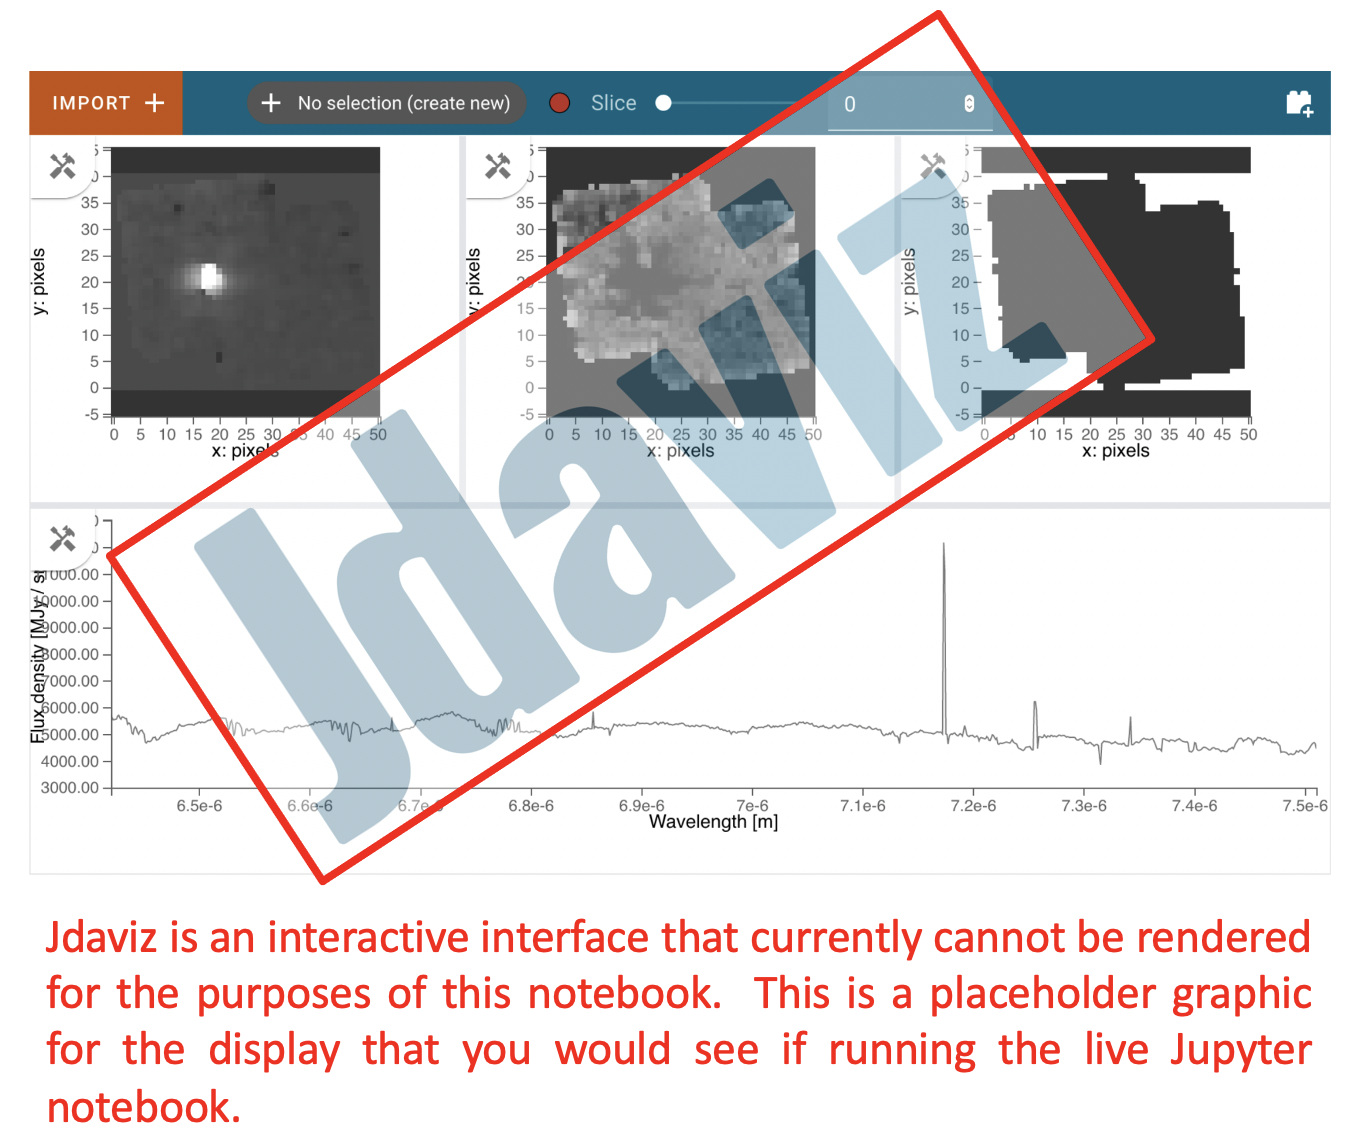 IMPORT +
+ No selection (create new)
Slice
0
y: pixels
35
30
25
20
15
10
5
0
-5
0 5 10 15 20 25 30 35 40 45 50
x: pixels
y: pixels
35
30
25
20
15
10
5
0
-5
0 5 10 15 20 25 30 35 40 45 50
x: pixels
y: pixels
35
30
25
20
15
10
5
0
-5
0 5 10 15 20 25 30 35 40 45 50
x: pixels
Jdaviz
Flux density [MJy /
9000.00
8000.00
7000.00
6000.00
5000.00
4000.00
3000.00
6.5e-6 6.6e-6 6.7e-6 6.8e-6 6.9e-6 7e-6 7.1e-6 7.2e-6 7.3e-6 7.4e-6 7.5e-6
Wavelength [m]
Jdaviz is an interactive interface that currently cannot be rendered
for the purposes of this notebook. This is a placeholder graphic
for the display that you would see if running the live Jupyter
notebook.